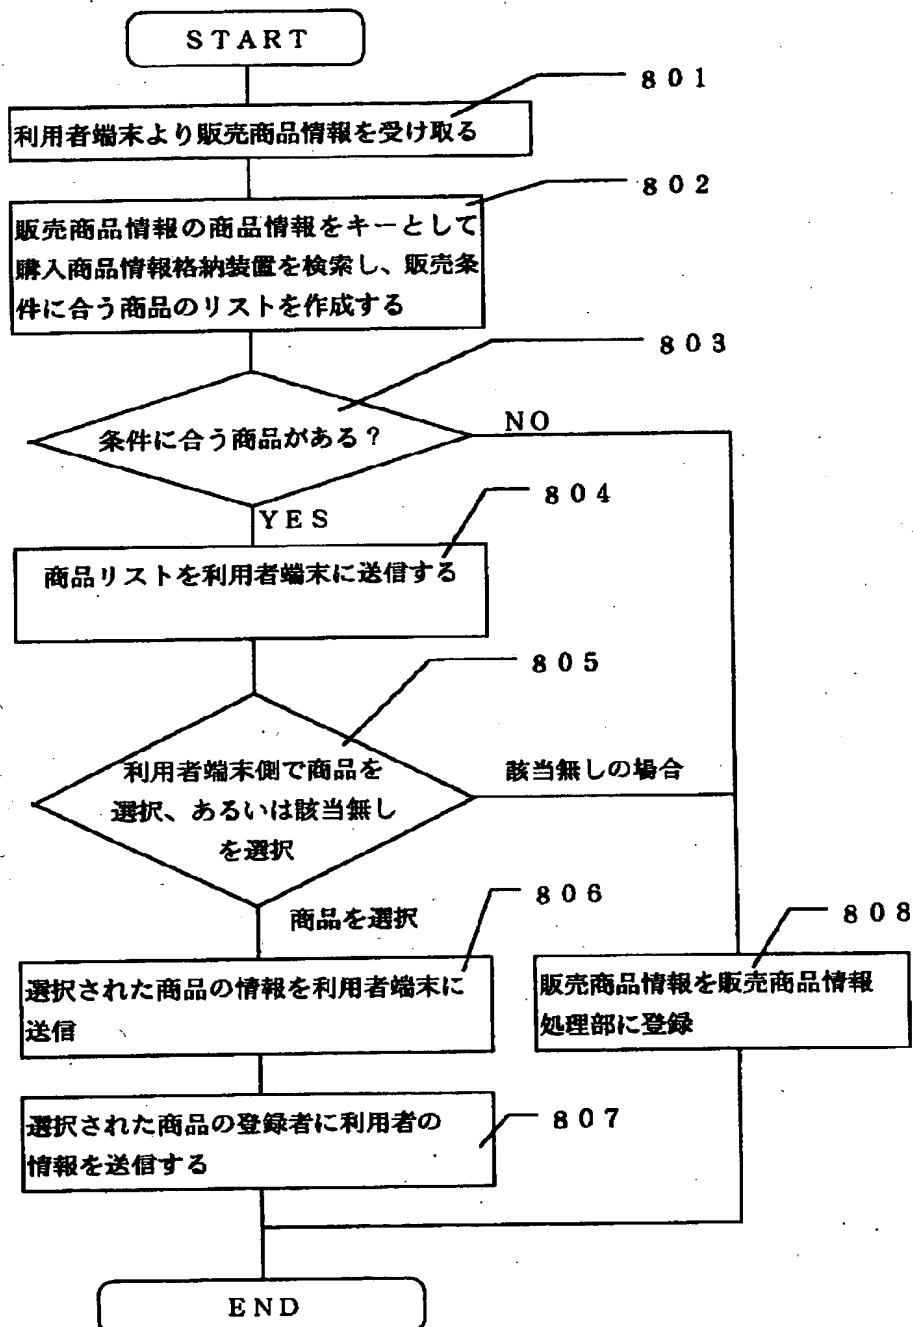 START
801
利用者端末より販売商品情報を受け取る
802
販売商品情報の商品情報をキーとして
購入商品情報格納装置を検索し、販売条
件に合う商品のリストを作成する
803
条件に合う商品がある?
NO
804
YES
商品リストを利用者端末に送信する
805
利用者端末側で商品を
選択、あるいは該当無し
を選択
該当無しの場合
806
商品を選択
808
選択された商品の情報を利用者端末に
送信
販売商品情報を販売商品情報
処理部に登録
807
選択された商品の登録者に利用者の
情報を送信する
END